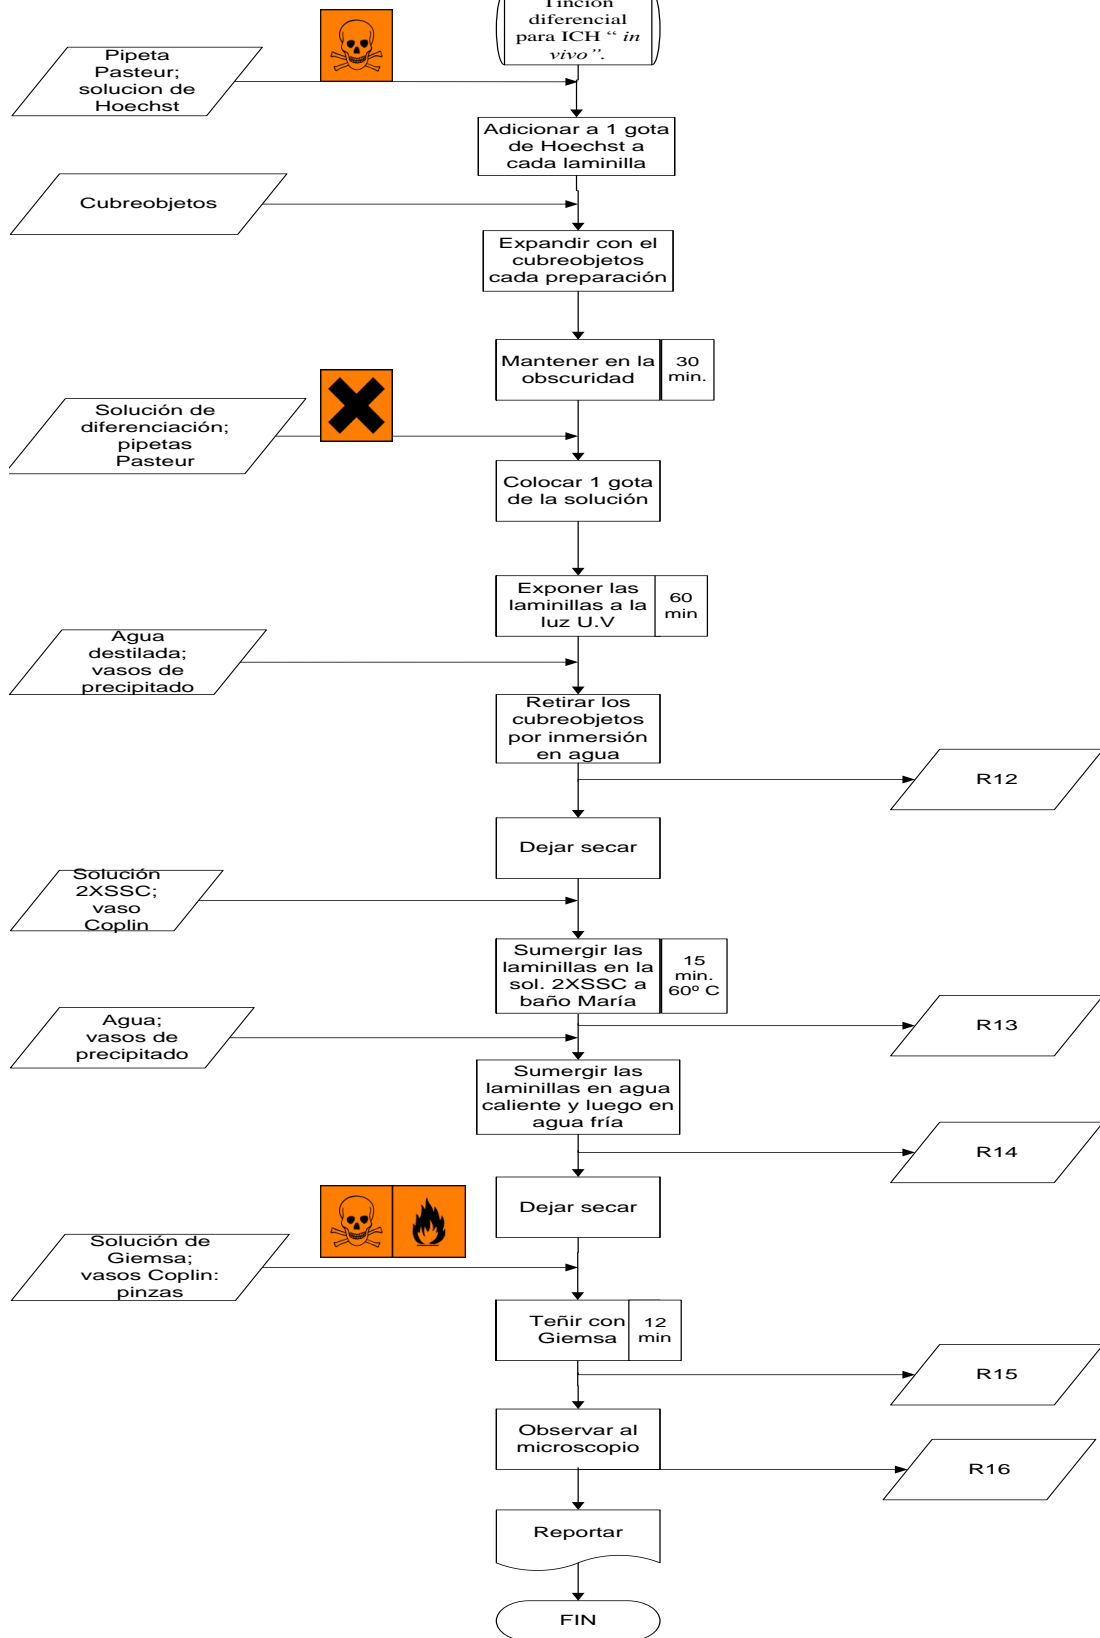 Tinción
diferencial
para ICH “ in
vivo”.
Pipeta
Pasteur;
solucion de
Hoechst
Adicionar a 1 gota
de Hoechst a
cada laminilla
Cubreobjetos
Expandir con el
cubreobjetos
cada preparación
Mantener en la
obscuridad
30
min.
Solución de
diferenciación;
pipetas
Pasteur
Colocar 1 gota
de la solución
Exponer las
laminillas a la
luz U.V
60
min
Agua
destilada;
vasos de
precipitado
Retirar los
cubreobjetos
por inmersión
en agua
R12
Dejar secar
Solución
2XSSC;
vaso
Coplin
Sumergir las
laminillas en la
sol. 2XSSC a
baño María
15
min.
60º C
R13
Agua;
vasos de
precipitado
Sumergir las
laminillas en agua
caliente y luego en
agua fría
R14
Dejar secar
Solución de
Giemsa;
vasos Coplin:
pinzas
Teñir con
Giemsa
12
min
R15
Observar al
microscopio
R16
Reportar
FIN